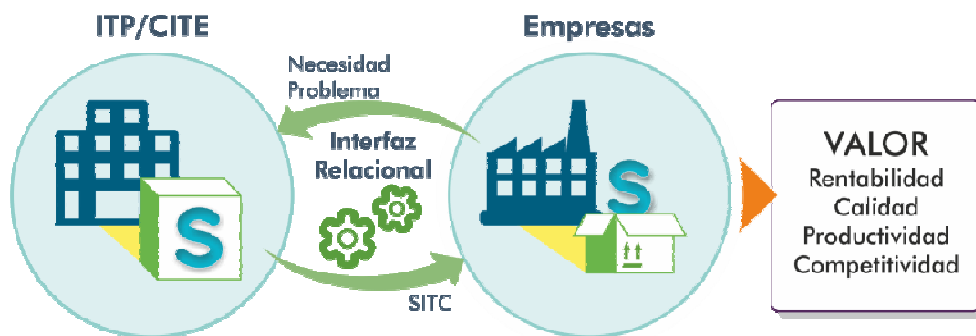 ITP/CITE
Empresas
Necesidad
Problema
Interfaz
Relacional
S
S
SITC
VALOR
Rentabilidad
Calidad
Productividad
Competitividad